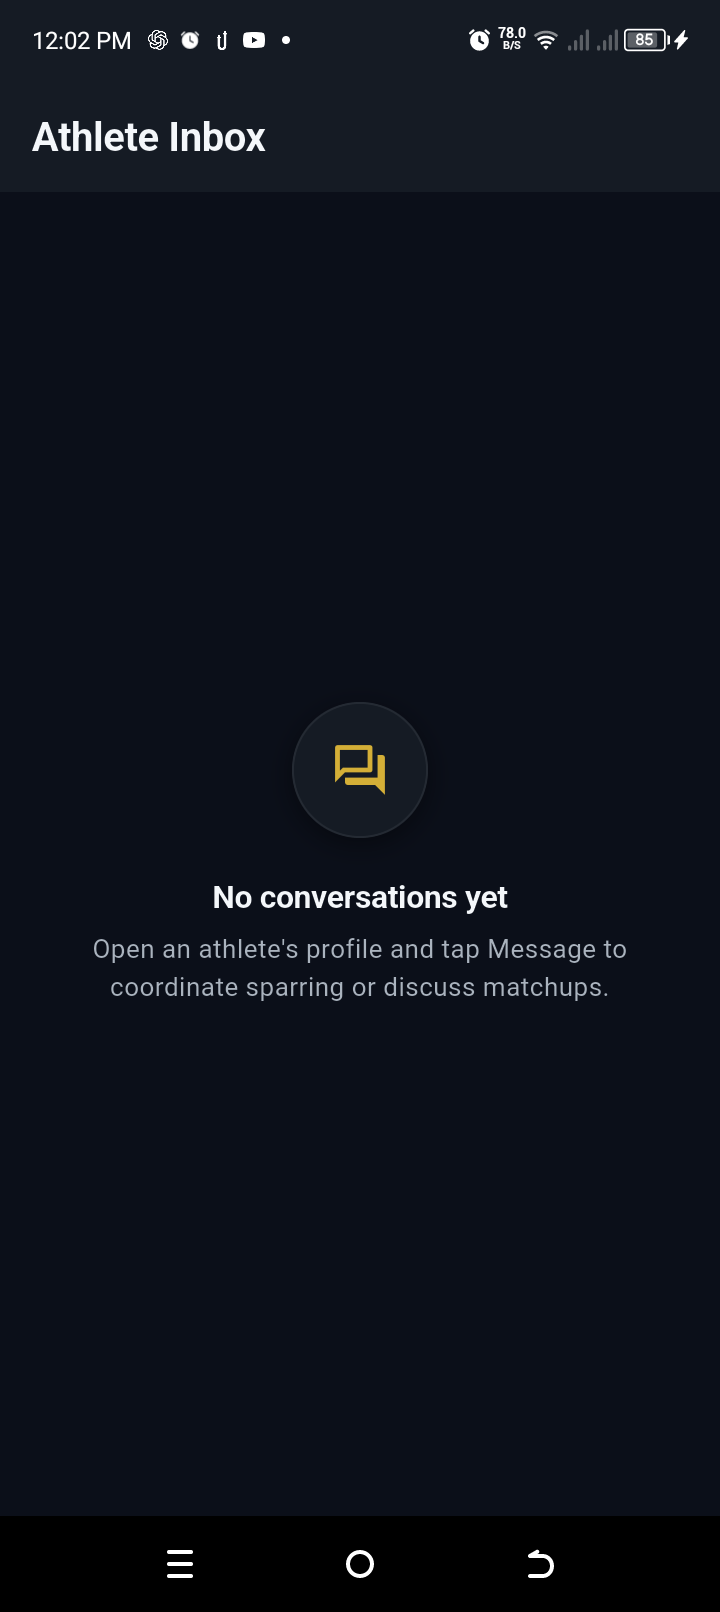 12:02 PM
78.0
B/S
85
Athlete Inbox
No conversations yet
Open an athlete's profile and tap Message to
coordinate sparring or discuss matchups.